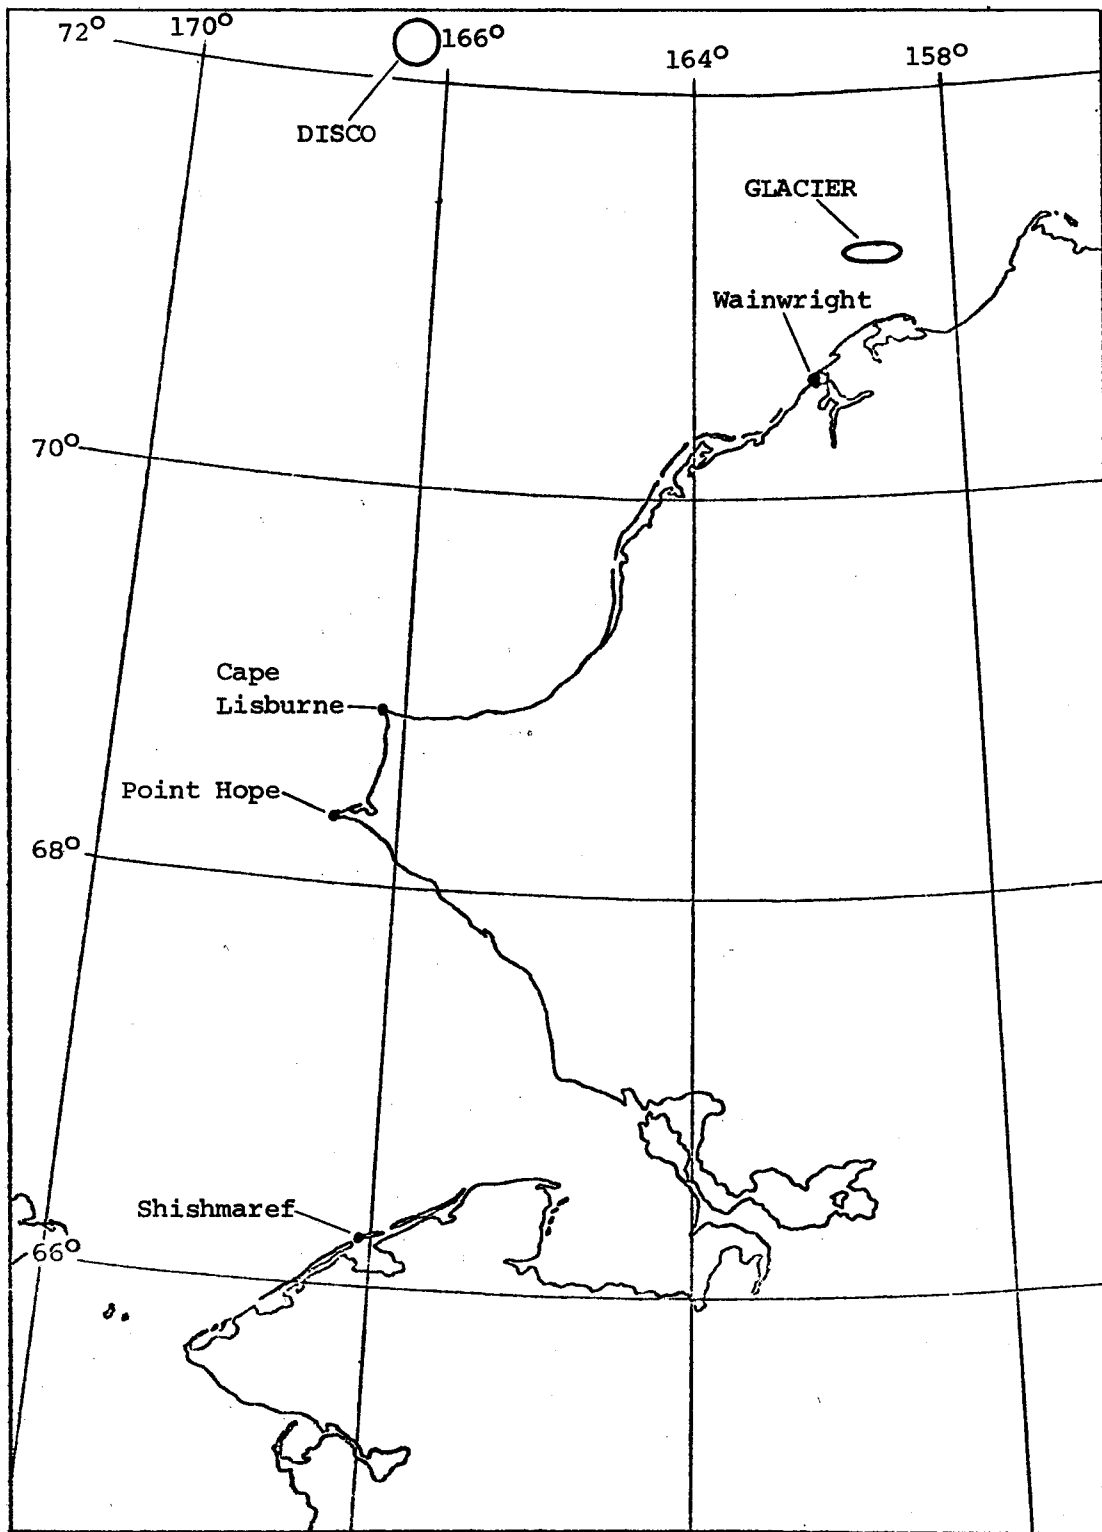 72°
170°
166°
164°
158°
DISCO
GLACIER
Wainwright
70°
Cape
Lisburne
Point Hope
68°
Shishmaref
66°